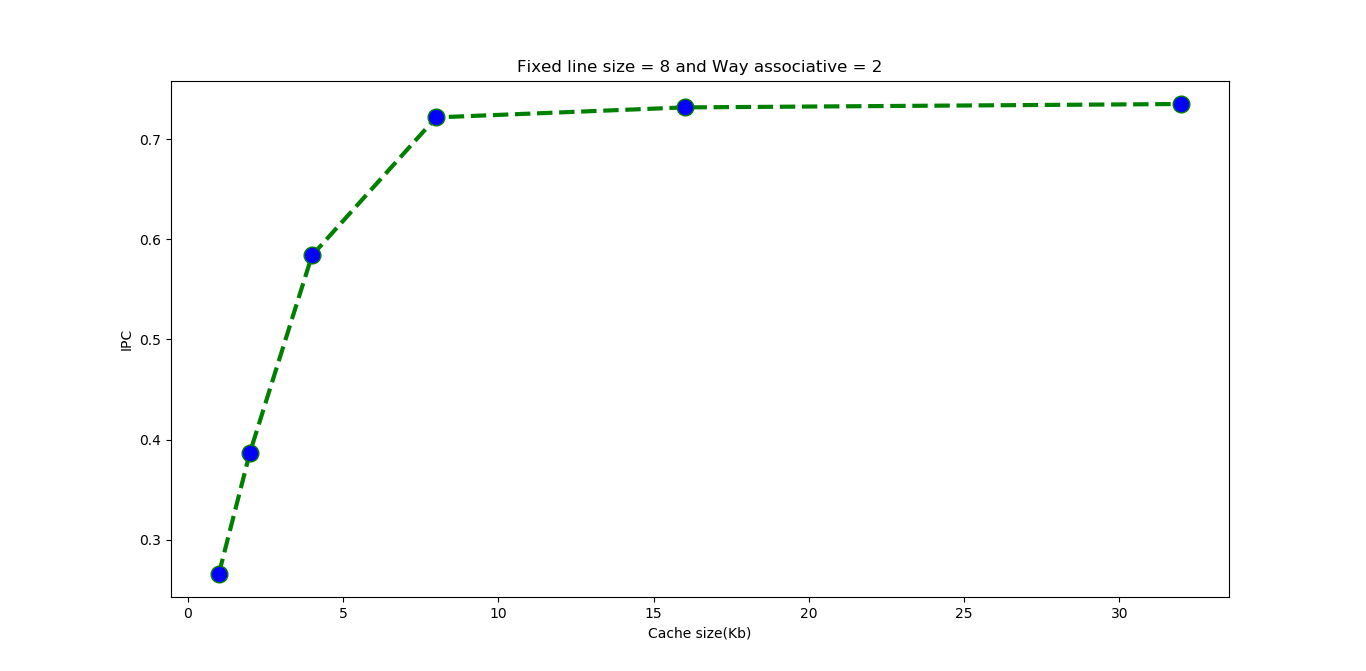 Fixed line size = 8 and Way associative = 2
0.7
0.6
0.5
0.4
0.3
IPC
0 5 10 15 20 25 30
Cache size(Kb)